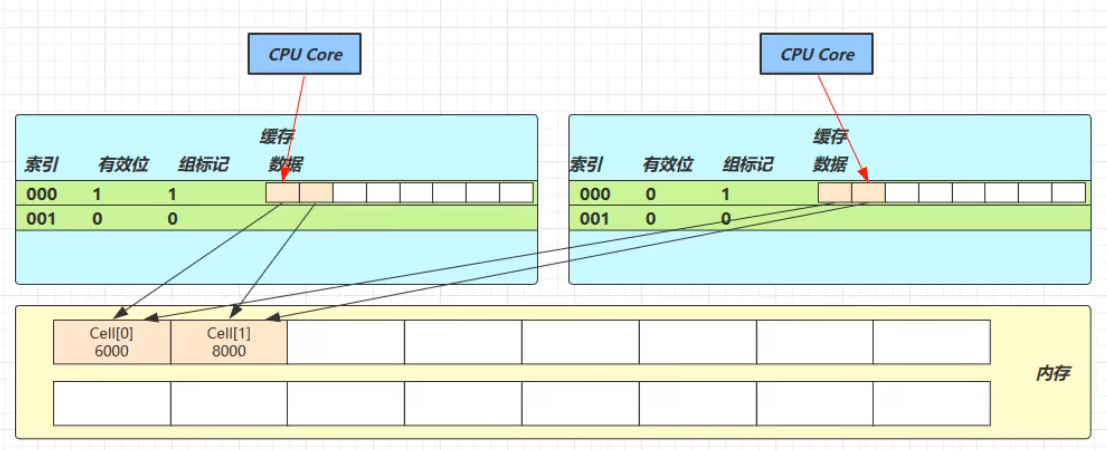 CPU Core
CPU Core
缓存
索引 有效位 组标记 数据
000 1 1
001 0 0
缓存
索引 有效位 组标记 数据
000 0 1
001 0 0
Cell[0]
6000
Cell[1]
8000
内存